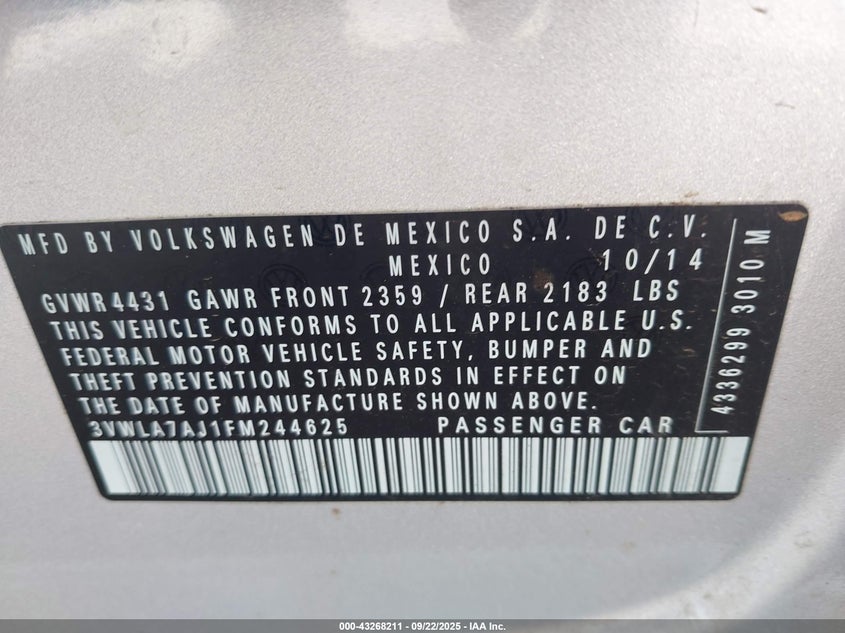 MFD BY VOLKSWAGEN DE MEXICO S.A. DE C.V.
MEXICO 10/14
GVWR4431 GAWR FRONT 2359 / REAR 2183 LBS
THIS VEHICLE CONFORMS TO ALL APPLICABLE U.S.
FEDERAL MOTOR VEHICLE SAFETY, BUMPER AND
THEFT PREVENTION STANDARDS IN EFFECT ON
THE DATE OF MANUFACTURE SHOWN ABOVE.
3VWLA7AJ1FM244625 PASSENGER CAR
4336299 3010 M
000-43268211 - 09/22/2025 - IAA Inc.